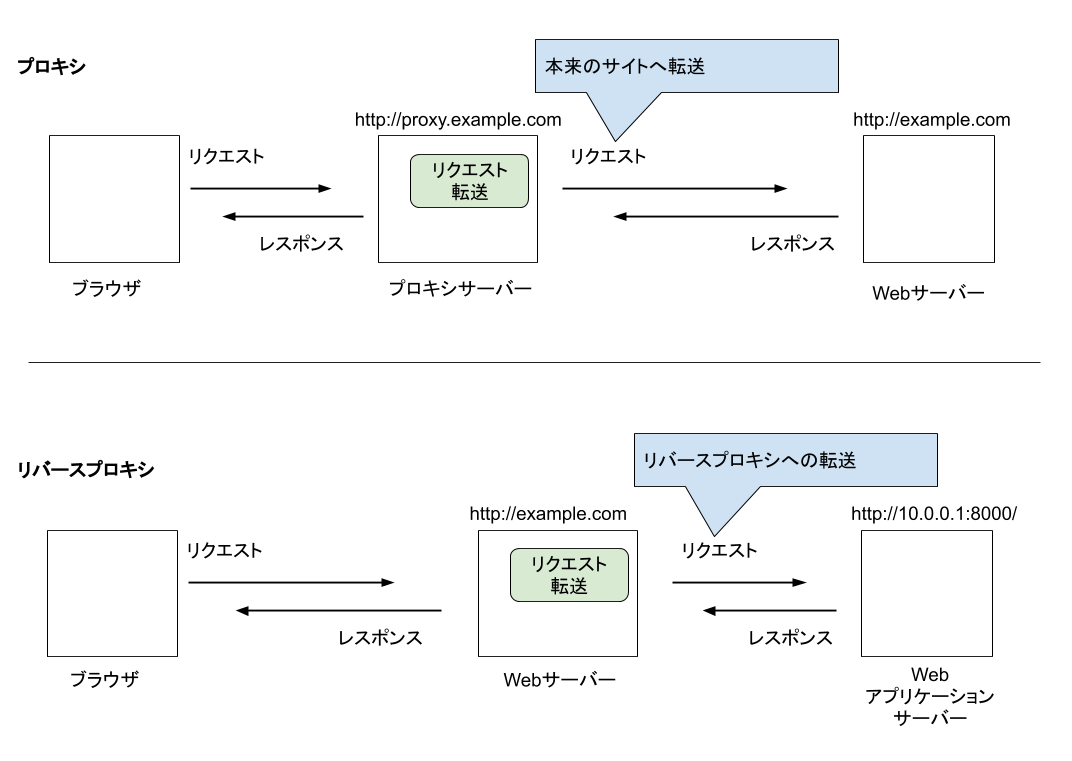 プロキシ
本来のサイトへ転送
http://proxy.example.com
http://example.com
リクエスト
リクエスト
転送
リクエスト
レスポンス
レスポンス
ブラウザ
プロキシサーバー
Webサーバー
リバースプロキシ
リバースプロキシへの転送
http://example.com
http://10.0.0.1:8000/
リクエスト
リクエスト
転送
リクエスト
レスポンス
レスポンス
ブラウザ
Webサーバー
Web
アプリケーション
サーバー